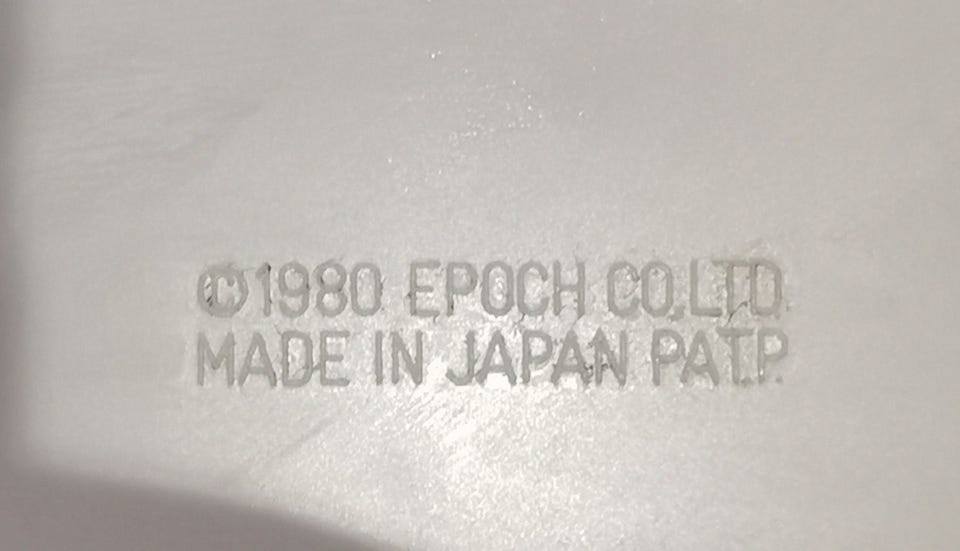 ©1980 EPOCH CO.,LTD.
MADE IN JAPAN PAT.P.